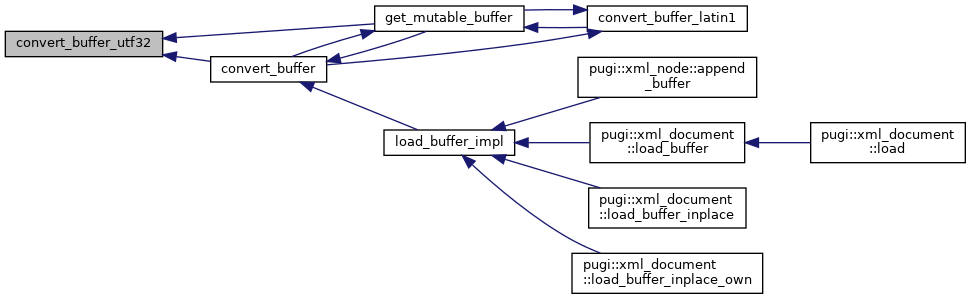 convert_buffer_utf32
get_mutable_buffer
convert_buffer_latin1
convert_buffer
pugi::xml_node::append
_buffer
load_buffer_impl
pugi::xml_document
::load_buffer
pugi::xml_document
::load
pugi::xml_document
::load_buffer_inplace
pugi::xml_document
::load_buffer_inplace_own